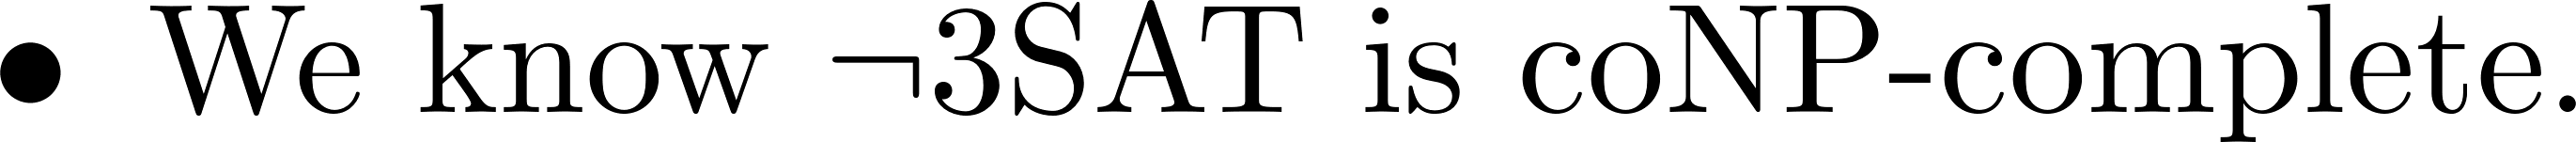 • We know ¬3SAT is coNP-complete.